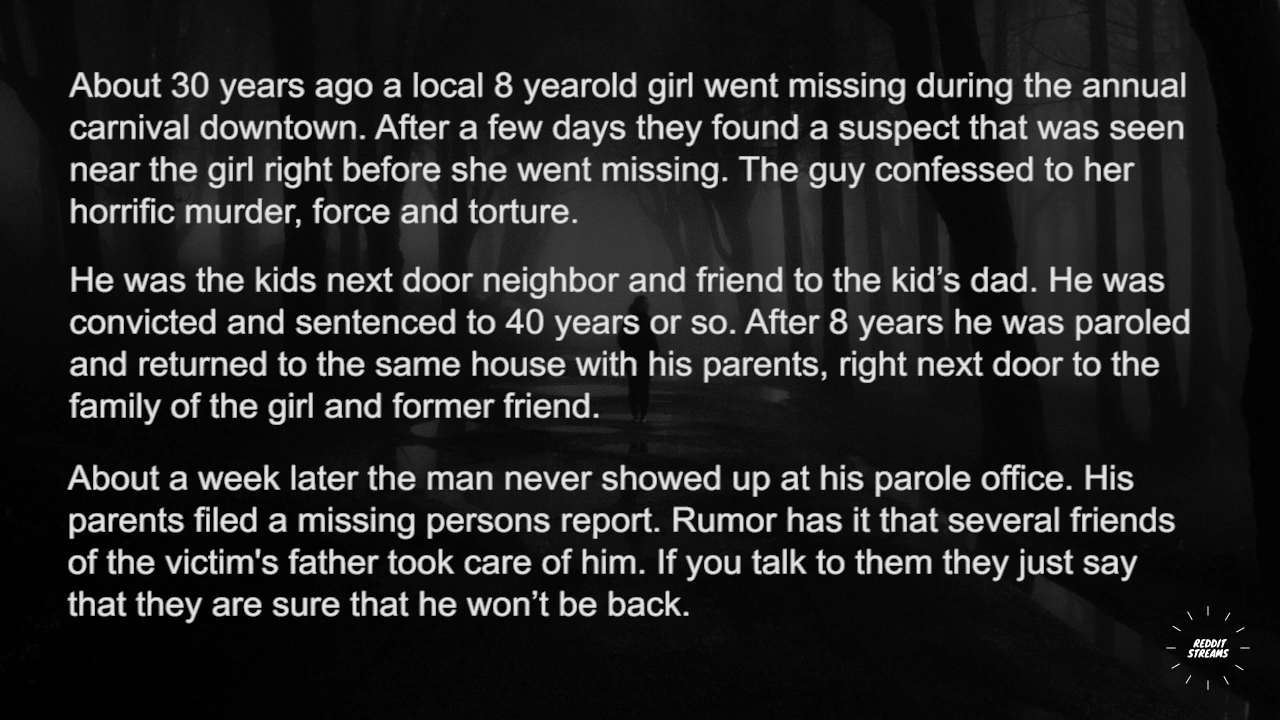 About 30 years ago a local 8 yearold girl went missing during the annual
carnival downtown. After a few days they found a suspect that was seen
near the girl right before she went missing. The guy confessed to her
horrific murder, force and torture.
He was the kids next door neighbor and friend to the kid’s dad. He was
convicted and sentenced to 40 years or so. After 8 years he was paroled
and returned to the same house with his parents, right next door to the
family of the girl and former friend.
About a week later the man never showed up at his parole office. His
parents filed a missing persons report. Rumor has it that several friends
of the victim's father took care of him. If you talk to them they just say
that they are sure that he won’t be back.
REDDIT
STREAMS